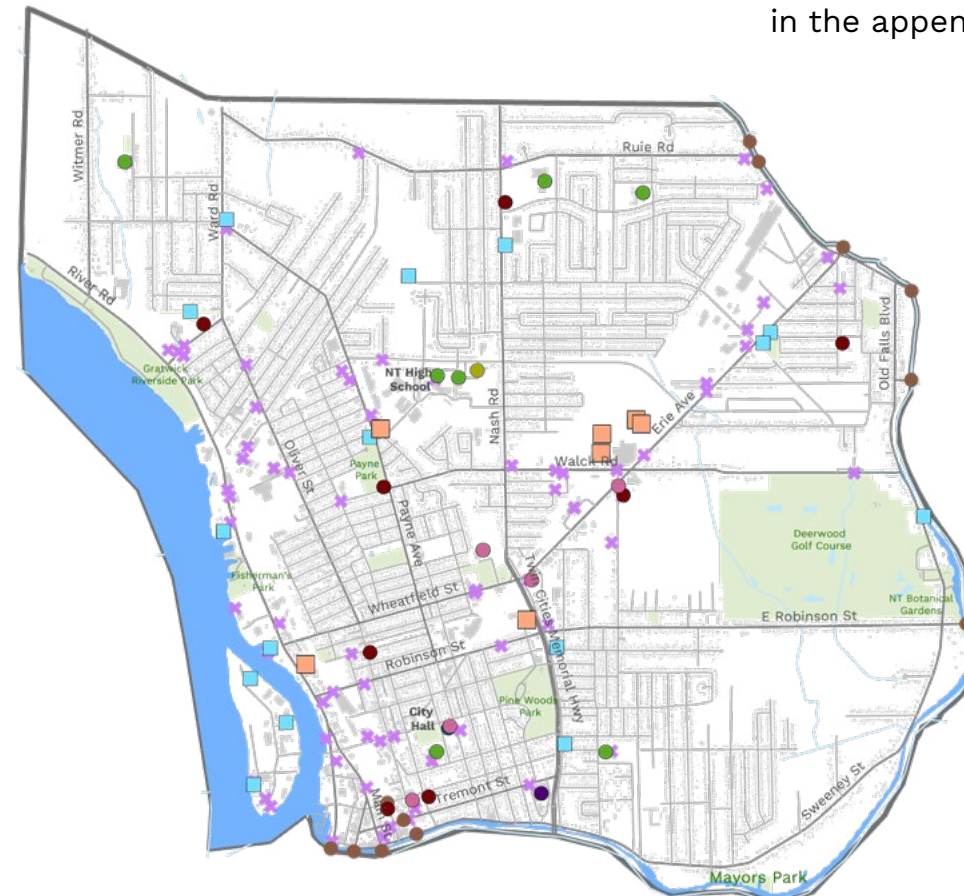 in the appen
Witmer Rd
Ruie Rd
Ward Rd
River Rd
Old Falls Blvd
Gratwick
Riverside Park
NT High
School
Nash Rd
Erie Ave
Oliver St
Walck Rd
Payne
Park
Payne Ave
Deerwood
Golf Course
Fisherman's
Park
Twin Cities Memorial Hwy
Wheatfield St
NT Botanical
Gardens
E Robinson St
Robinson St
Pine Woods
Park
City
Hall
Tremont St
Main St
Sweeney St
Mayors Park